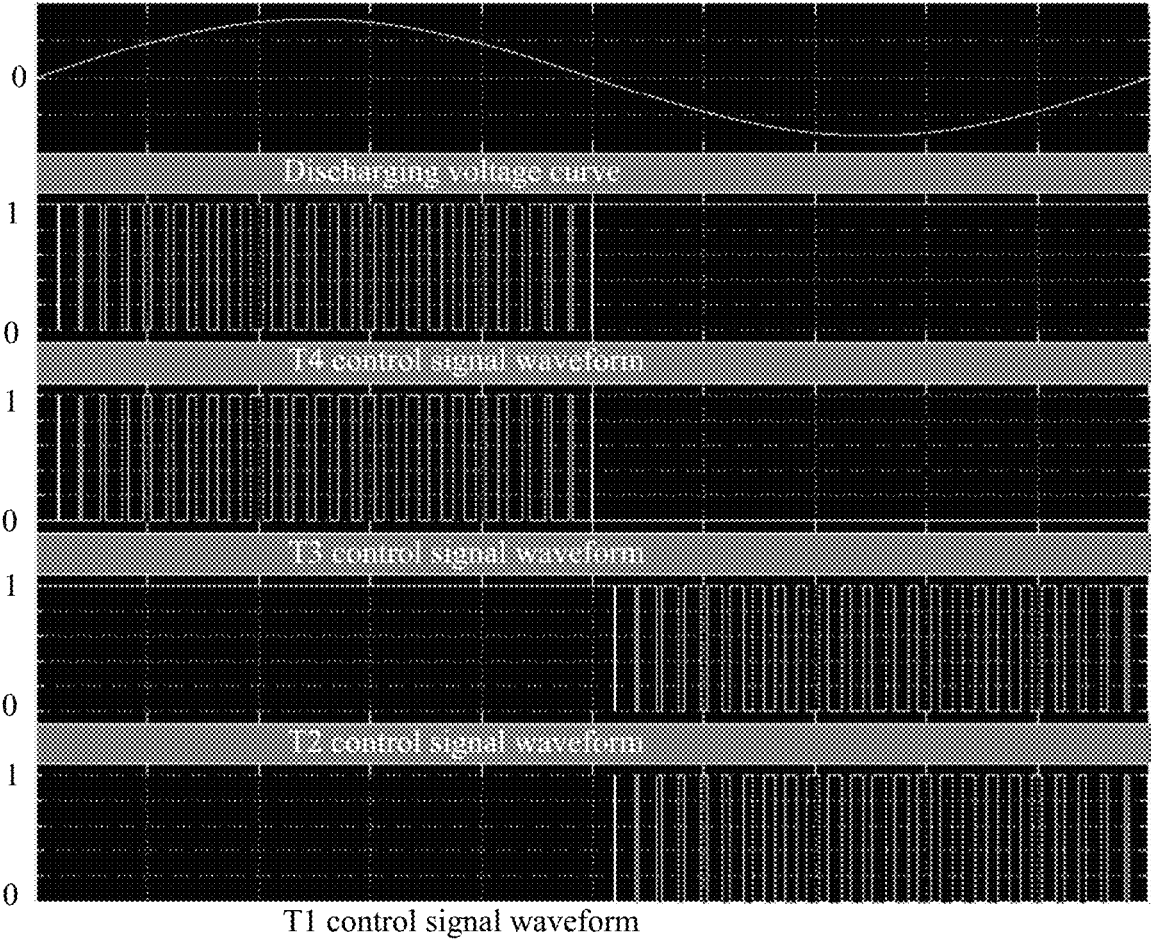 0
Discharging voltage curve
1
0
T4 control signal waveform
1
0
T3 control signal waveform
1
0
T2 control signal waveform
1
0
T1 control signal waveform